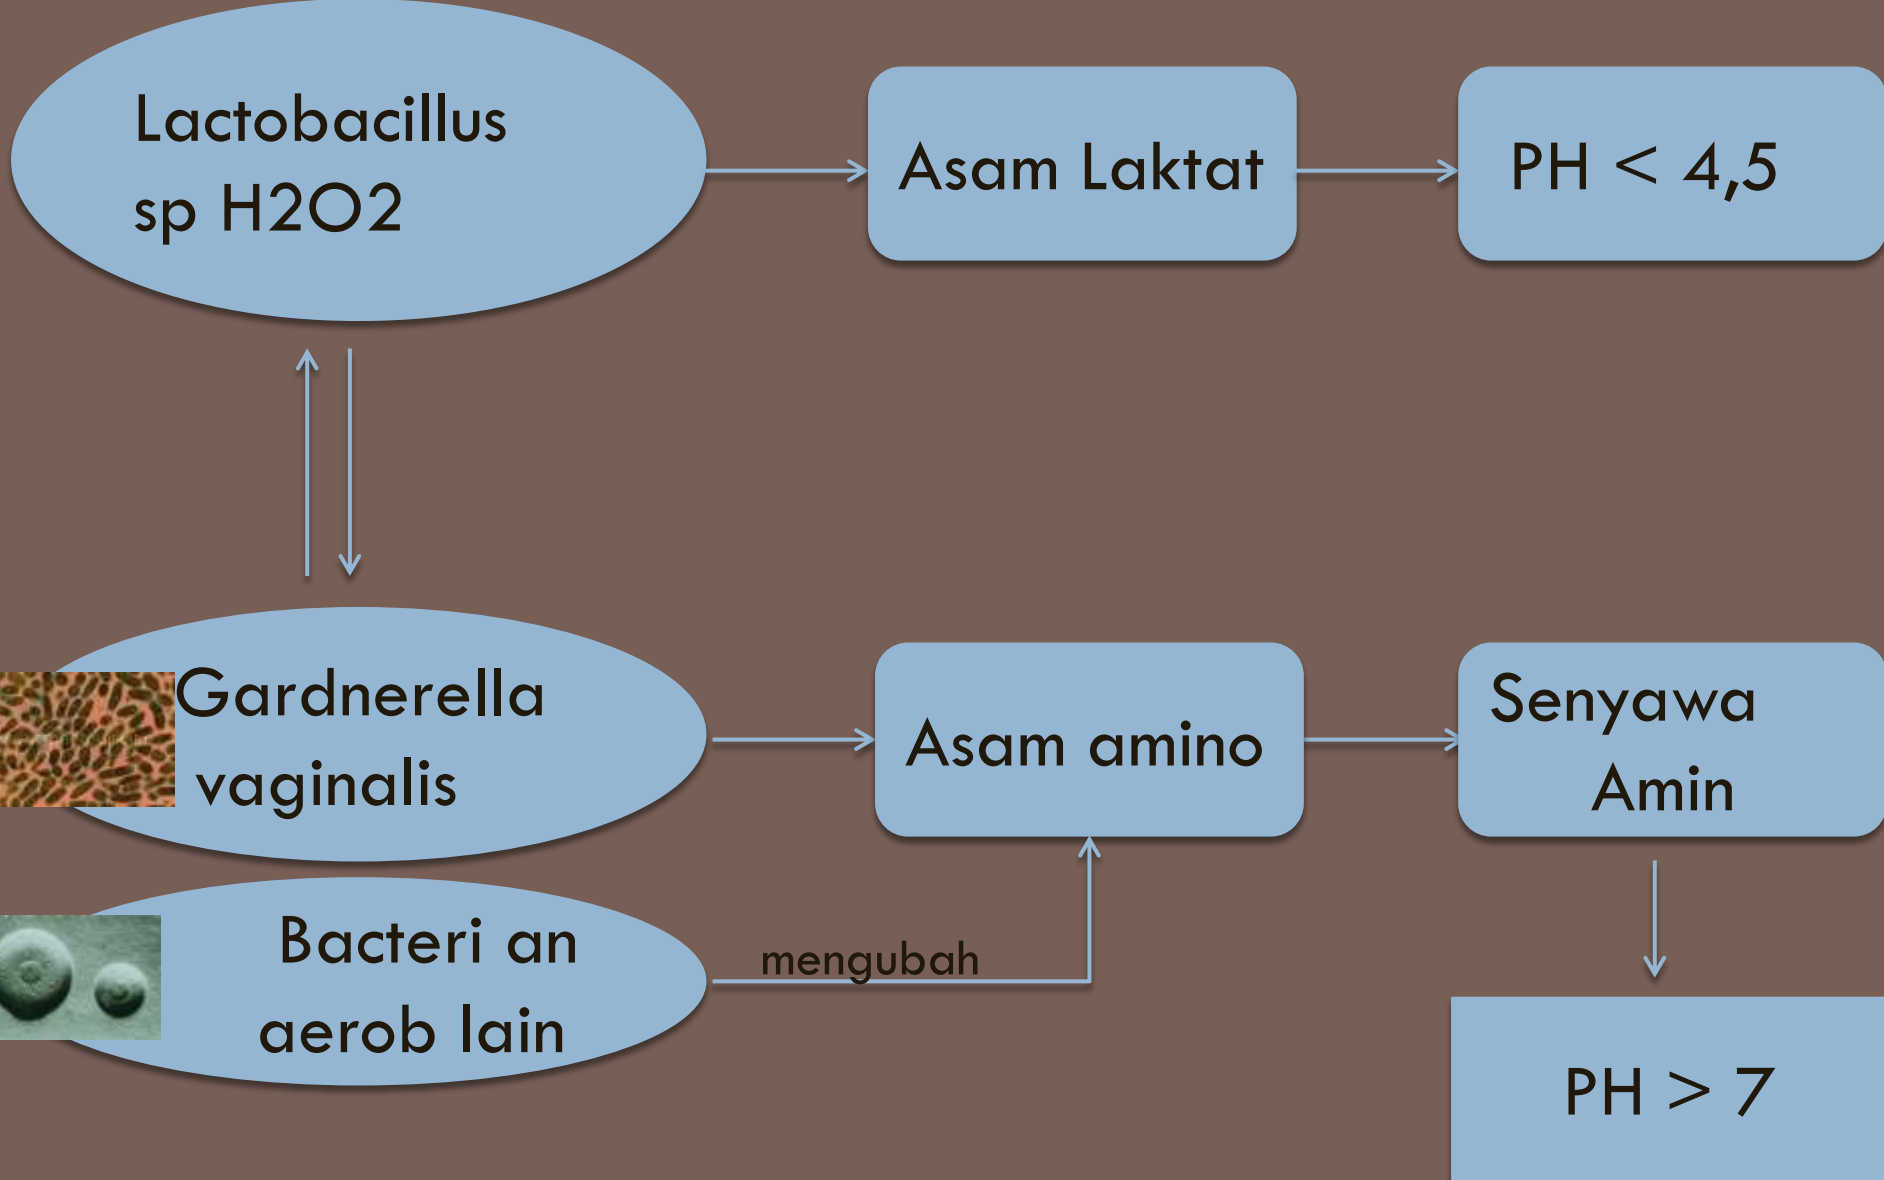 Lactobacillus
sp H2O2
Asam Laktat
PH < 4,5
Gardnerella
vaginalis
Asam amino
Senyawa
Amin
Bacteri an
aerob lain
mengubah
PH > 7